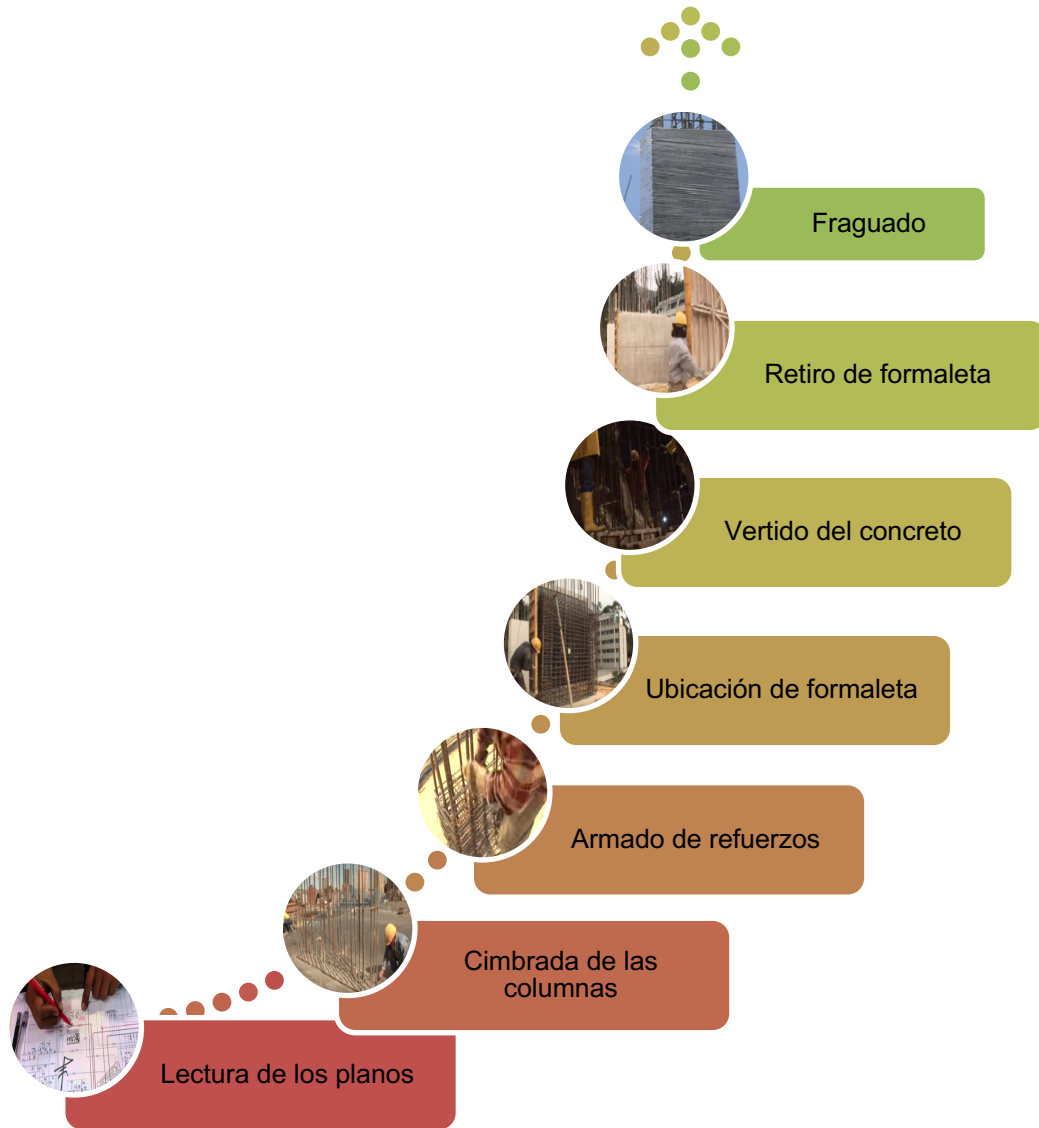 Fraguado
Retiro de formaleta
Vertido del concreto
Ubicación de formaleta
Armado de refuerzos
Cimbrada de las
columnas
Lectura de los planos